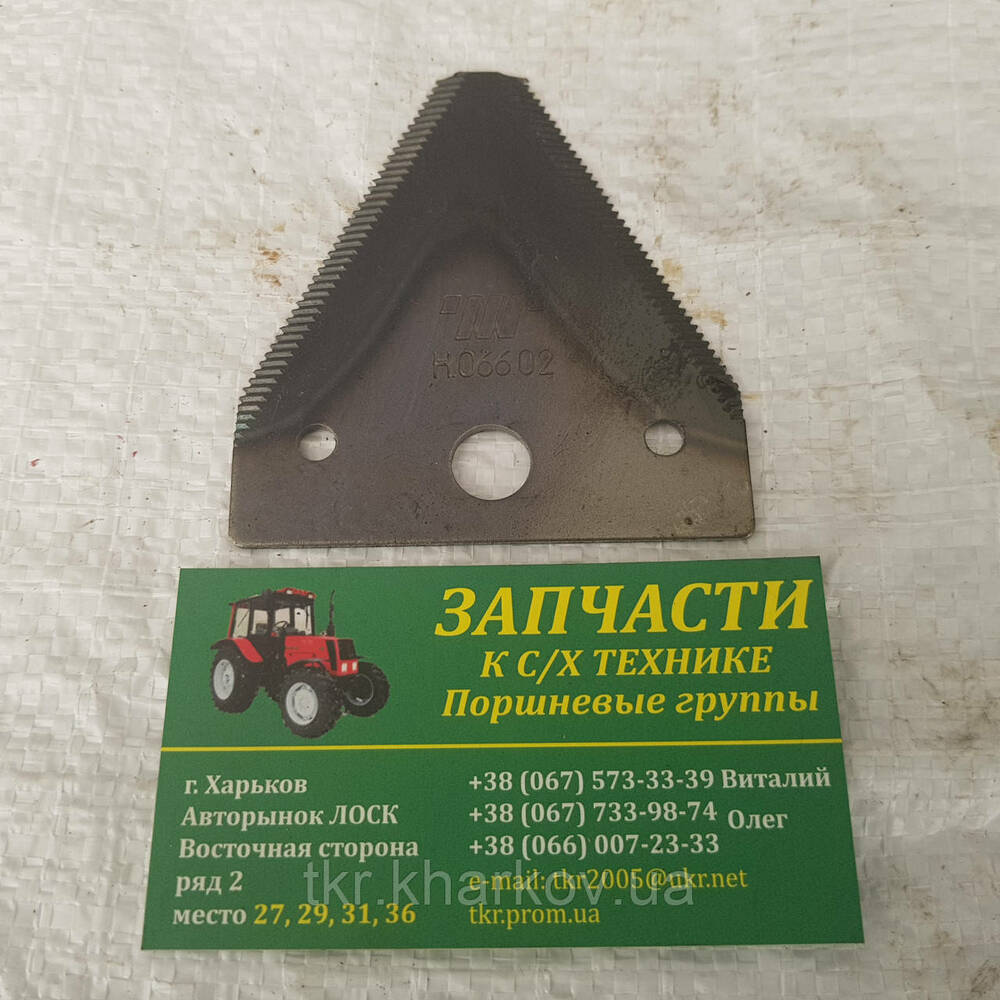 Н.066.02
ЗАПЧАСТИ
К С/Х ТЕХНИКЕ
Поршневые группы
г. Харьков
Авторынок ЛОСК
Восточная сторона
ряд 2
место 27, 29, 31, 36
+38 (067) 573-33-39 Виталий
+38 (067) 733-98-74 Олег
+38 (066) 007-23-33
e-mail: tkr2005@ukr.net
tkr.prom.ua
tkr.kharkov.ua